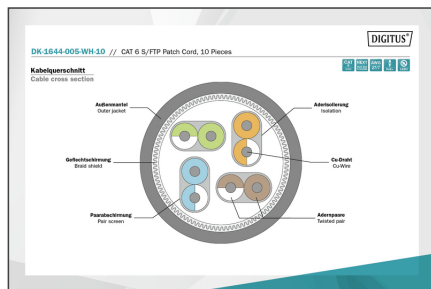 DIGITUS®
DK-1644-005-WH-10 // CAT 6 S/FTP Patch Cord, 10 Pieces
Kabelquerschnitt
Cable cross section
Außenmantel
Outer jacket
Aderisolierung
Isolation
Geflechtschirmung
Braid shield
Cu-Draht
Cu-Wire
Paarabschirmung
Pair screen
Adernpaare
Twisted pair